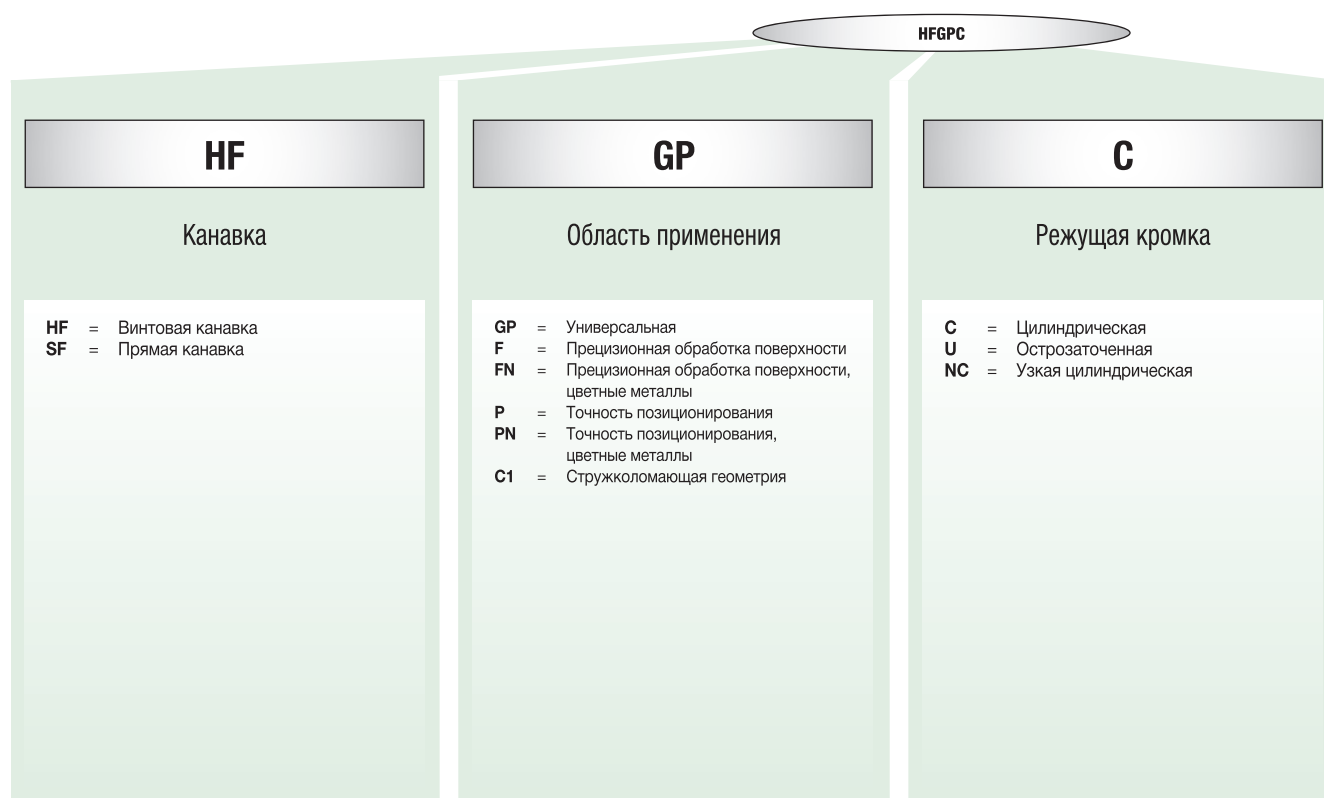 HFGPC
HF
Канавка
HF = Винтовая канавка
SF = Прямая канавка
GP
Область применения
GP = Универсальная
F = Прецизионная обработка поверхности
FN = Прецизионная обработка поверхности,
цветные металлы
P = Точность позиционирования
PN = Точность позиционирования,
цветные металлы
C1 = Стружколомающая геометрия
C
Режущая кромка
C = Цилиндрическая
U = Острозаточенная
NC = Узкая цилиндрическая